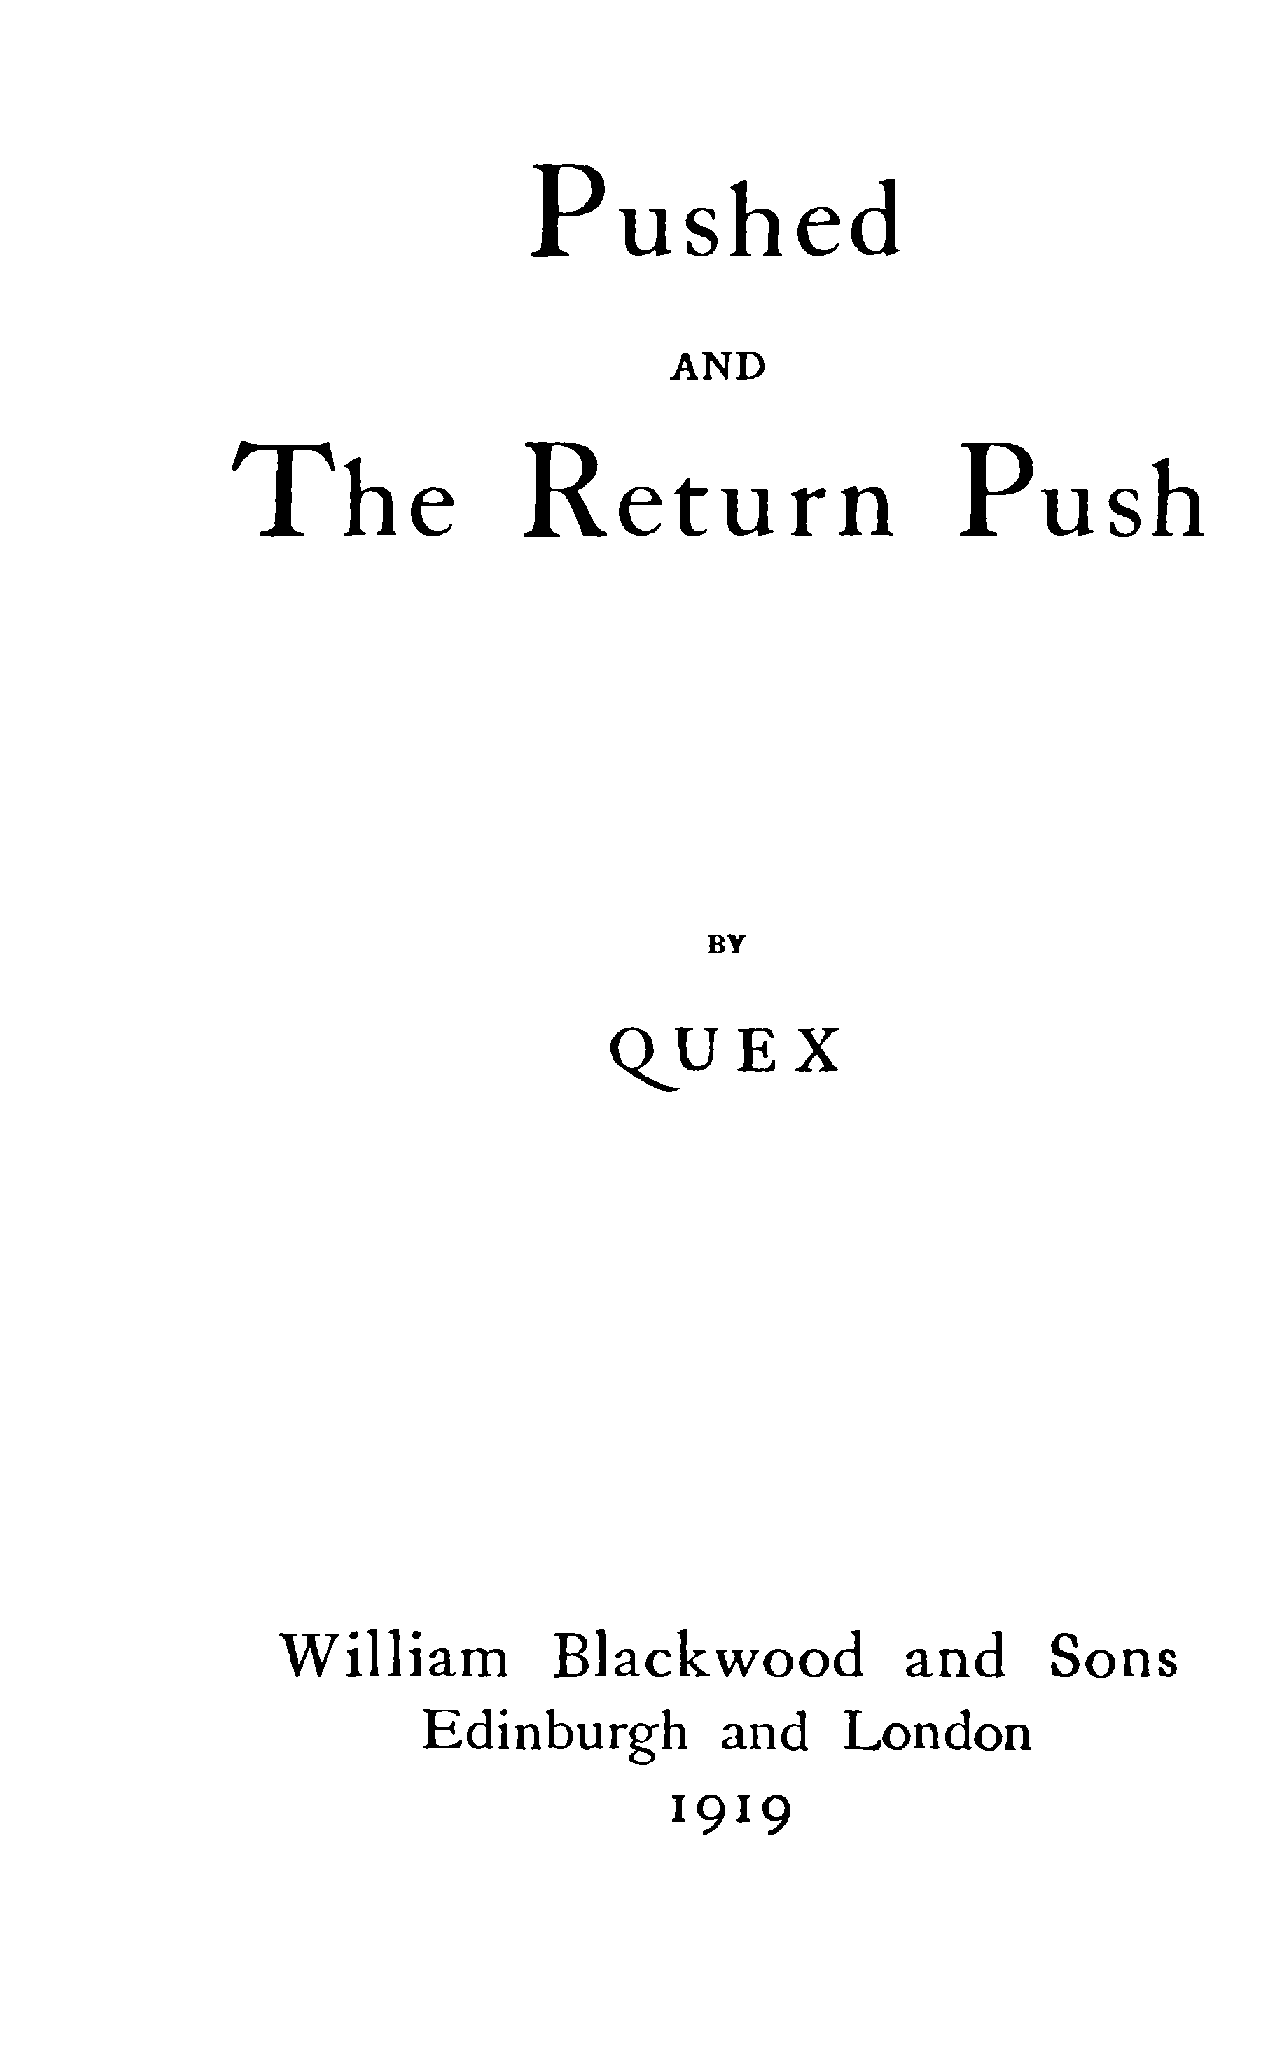 Pushed
AND
The Return Push
BY
QUEX
William Blackwood and Sons
Edinburgh and London
1919